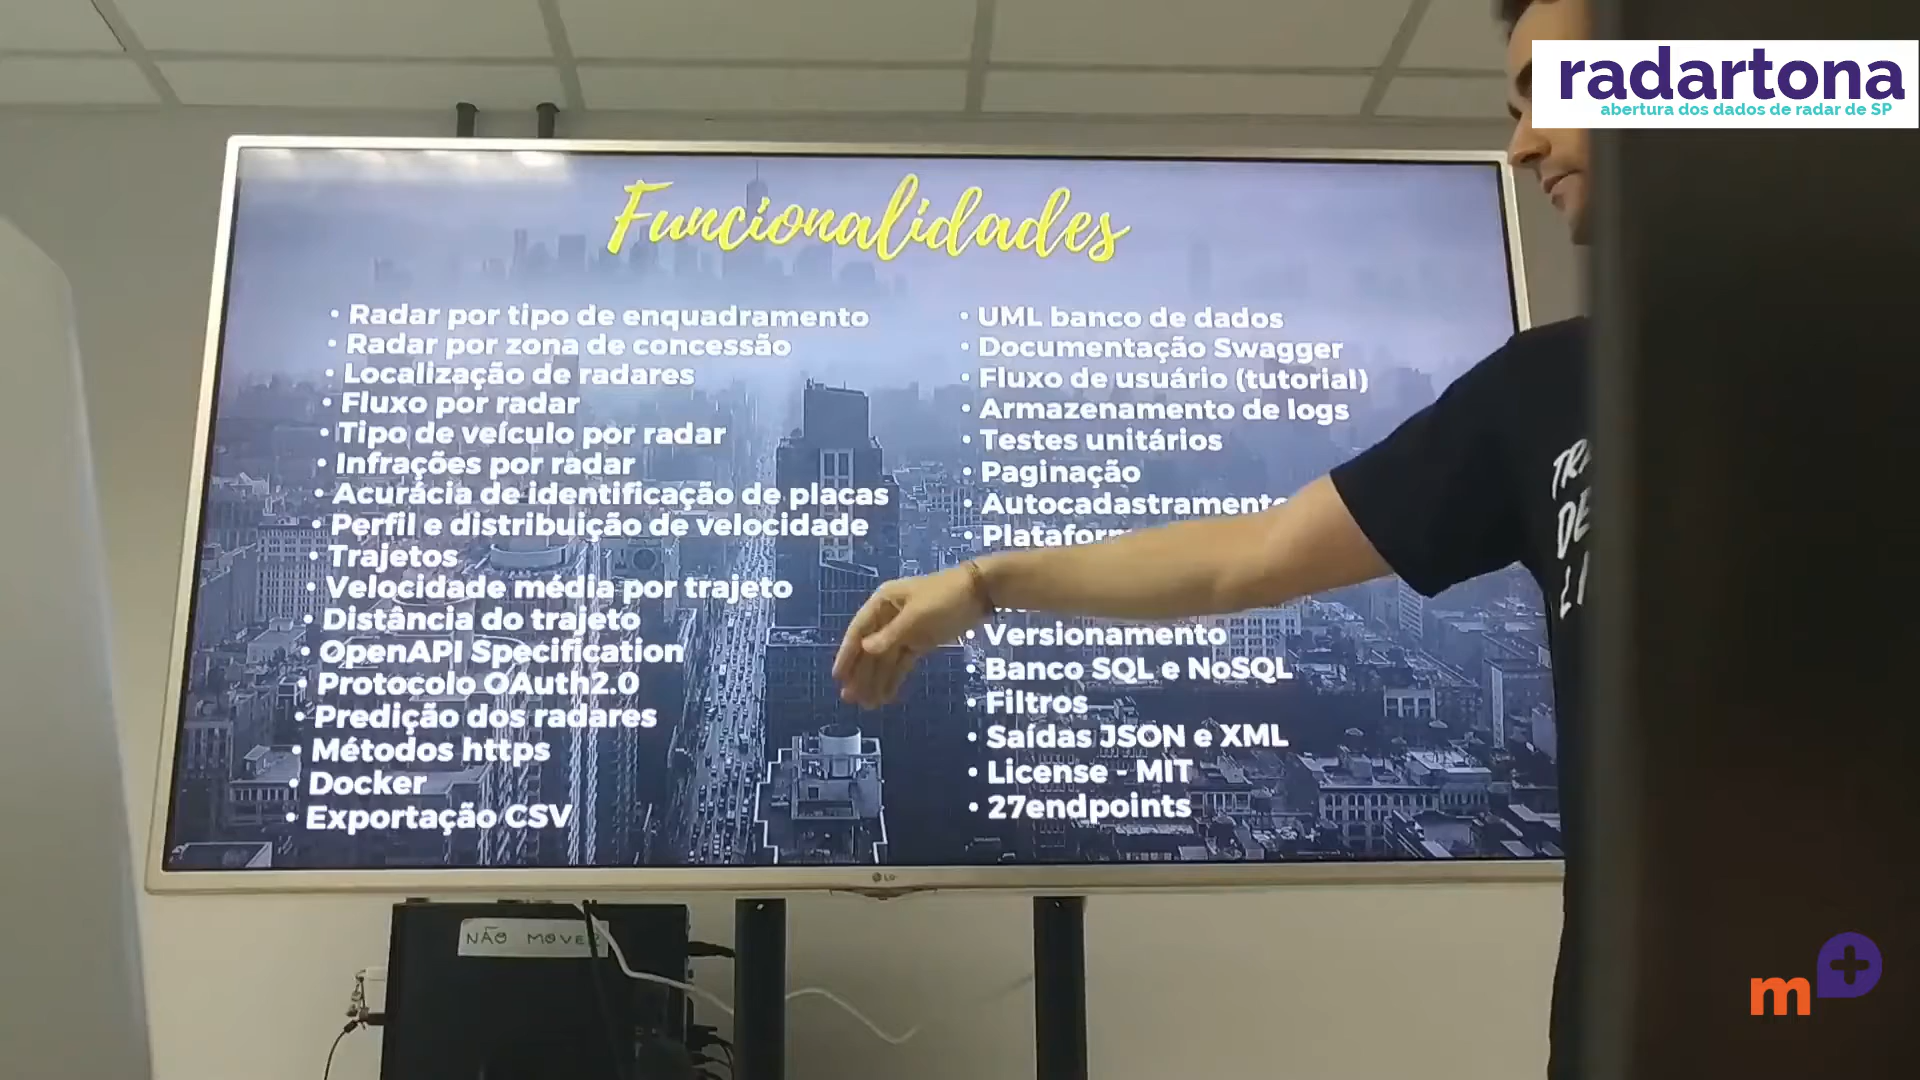 radartona
abertura dos dados de radar de SP
Funcionalidades
• Radar por tipo de enquadramento
• Radar por zona de concessão
• Localização de radares
• Fluxo por radar
• Tipo de veículo por radar
• Infrações por radar
• Acurácia de identificação de placas
• Perfil e distribuição de velocidade
• Trajetos
• Velocidade média por trajeto
• Distância do trajeto
• OpenAPI Specification
• Protocolo OAuth2.0
• Predição dos radares
• Métodos https
• Docker
• Exportação CSV
• UML banco de dados
• Documentação Swagger
• Fluxo de usuário (tutorial)
• Armazenamento de logs
• Testes unitários
• Paginação
• Autocadastramento
• Versionamento
• Banco SQL e NoSQL
• Filtros
• Saídas JSON e XML
• License - MIT
• 27endpoints
LG
NÃO MOVER
m+